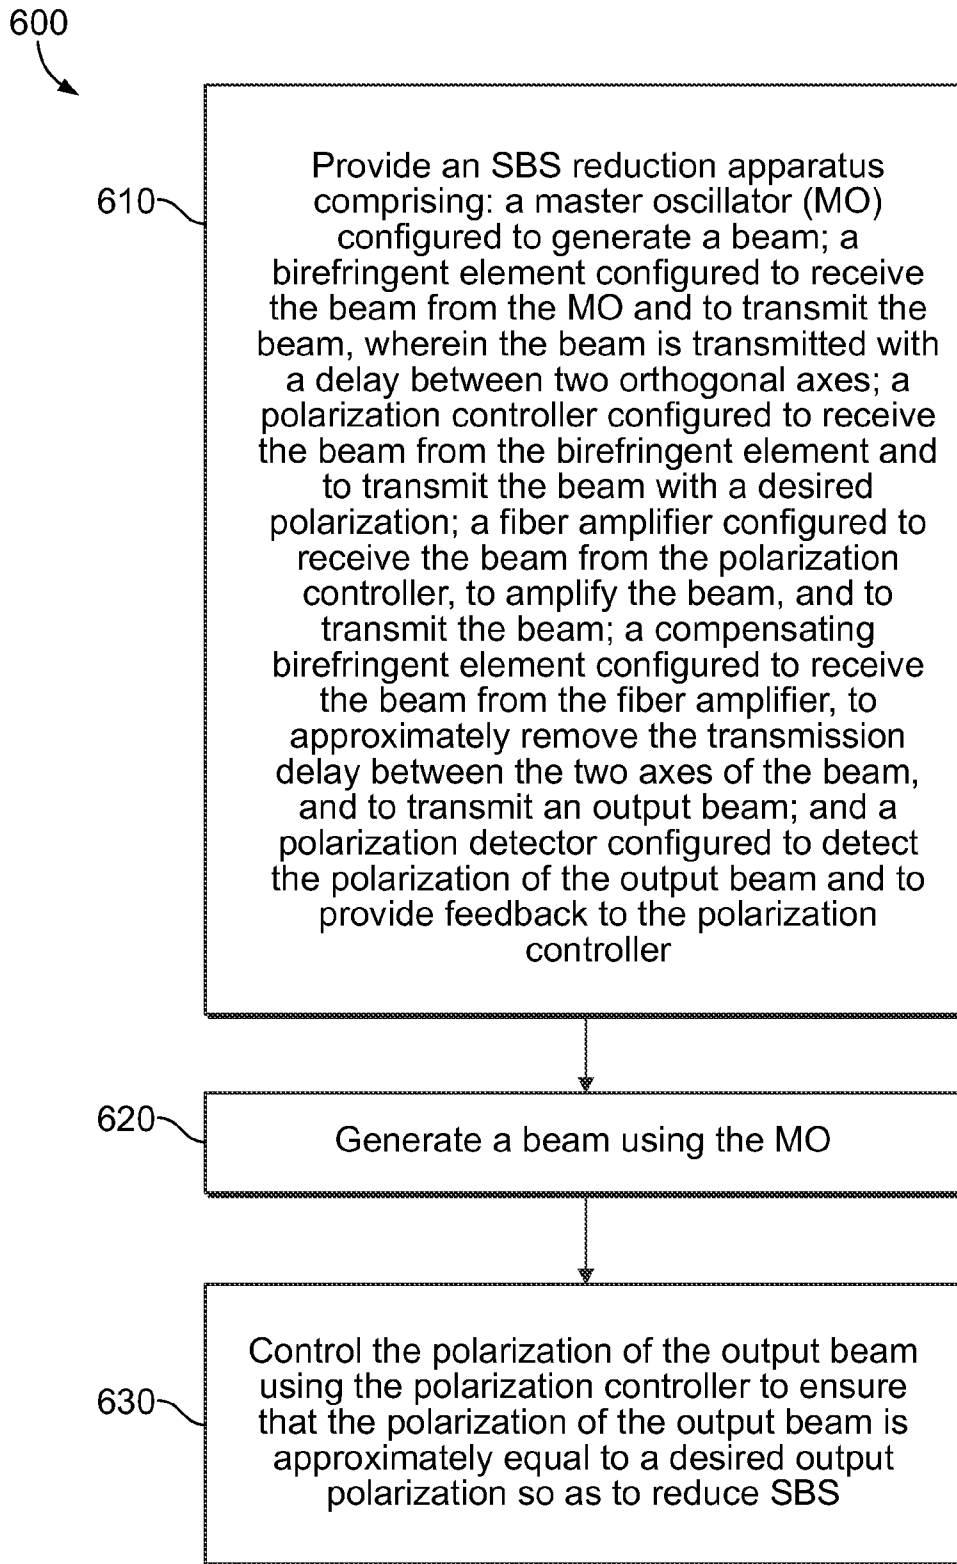 600
610
Provide an SBS reduction apparatus
comprising: a master oscillator (MO)
configured to generate a beam; a
birefringent element configured to receive
the beam from the MO and to transmit the
beam, wherein the beam is transmitted with
a delay between two orthogonal axes; a
polarization controller configured to receive
the beam from the birefringent element and
to transmit the beam with a desired
polarization; a fiber amplifier configured to
receive the beam from the polarization
controller, to amplify the beam, and to
transmit the beam; a compensating
birefringent element configured to receive
the beam from the fiber amplifier, to
approximately remove the transmission
delay between the two axes of the beam,
and to transmit an output beam; and a
polarization detector configured to detect
the polarization of the output beam and to
provide feedback to the polarization
controller
620
Generate a beam using the MO
630
Control the polarization of the output beam
using the polarization controller to ensure
that the polarization of the output beam is
approximately equal to a desired output
polarization so as to reduce SBS